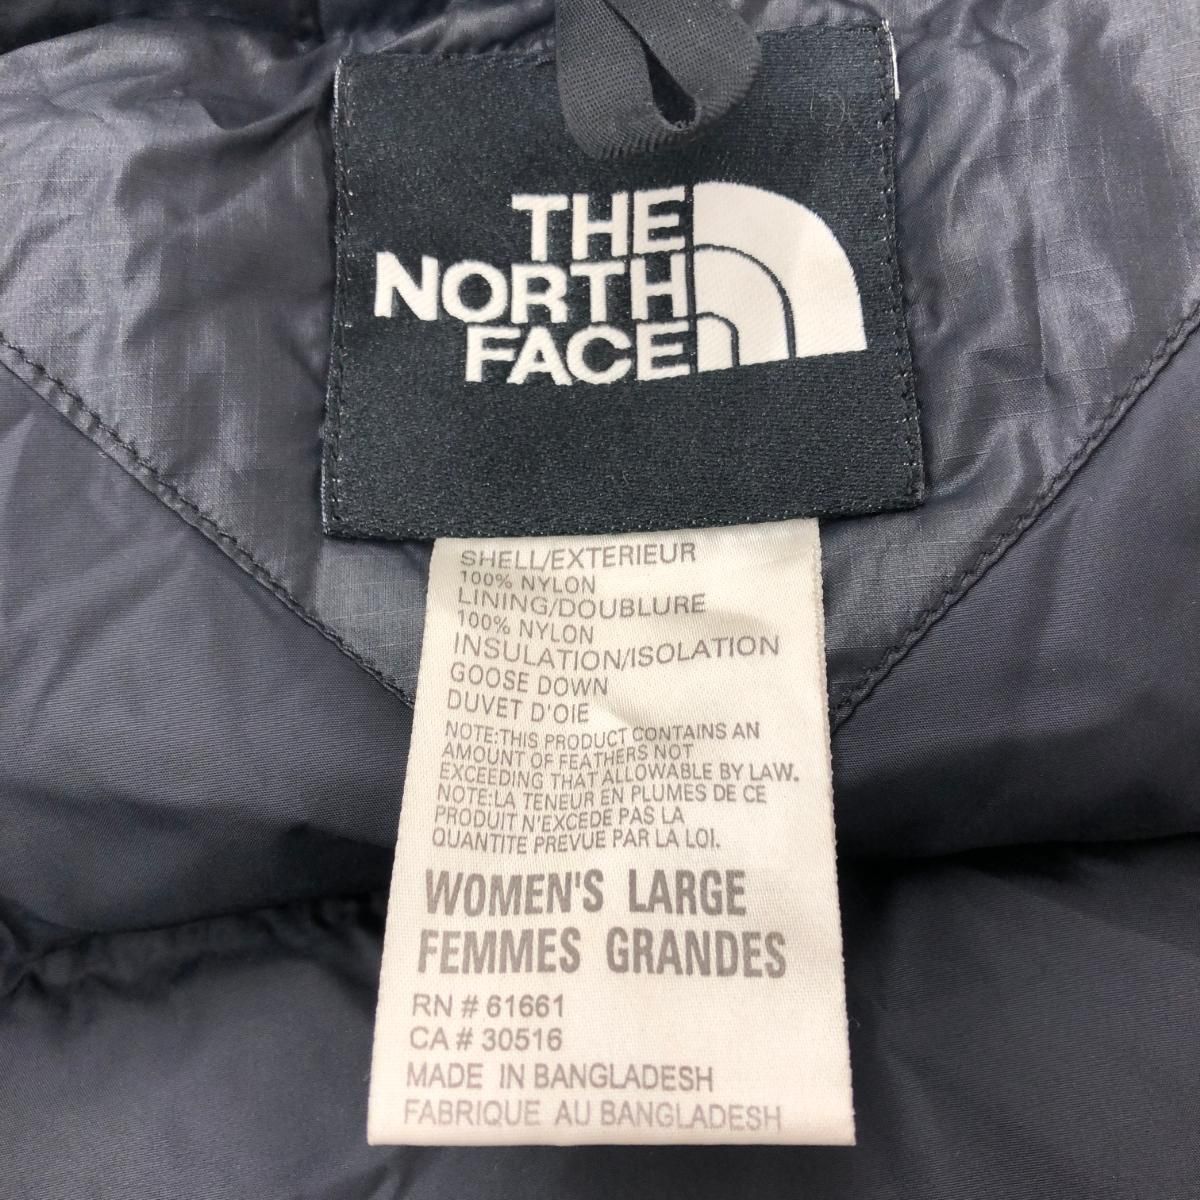 THE
NORTH
FACE
SHELL/EXTERIEUR
100% NYLON
LINING/DOUBLURE
100% NYLON
INSULATION/ISOLATION
GOOSE DOWN
DUVET D'OIE
NOTE:THIS PRODUCT CONTAINS AN
AMOUNT OF FEATHERS NOT
EXCEEDING THAT ALLOWABLE BY LAW.
NOTE:LA TENEUR EN PLUMES DE CE
PRODUIT N'EXCEDE PAS LA
QUANTITE PREVUE PAR LA LOI.
WOMEN'S LARGE
FEMMES GRANDES
RN # 61661
CA # 30516
MADE IN BANGLADESH
FABRIQUE AU BANGLADESH